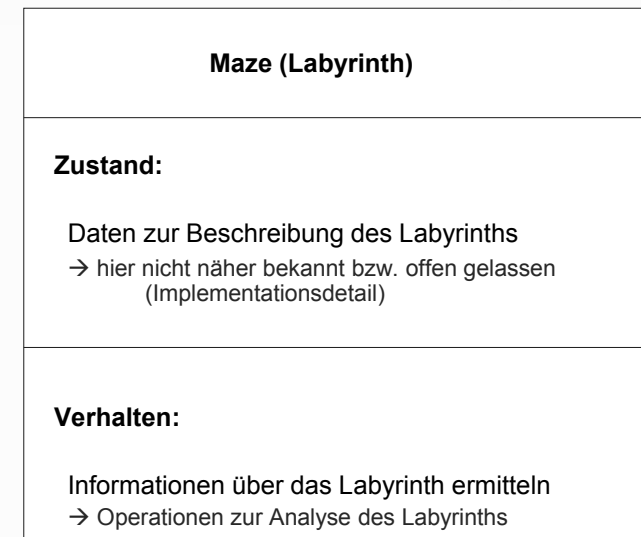 Maze (Labyrinth)
Zustand:
Daten zur Beschreibung des Labyrinths
→ hier nicht näher bekannt bzw. offen gelassen
(Implementationsdetail)
Verhalten:
Informationen über das Labyrinth ermitteln
→ Operationen zur Analyse des Labyrinths